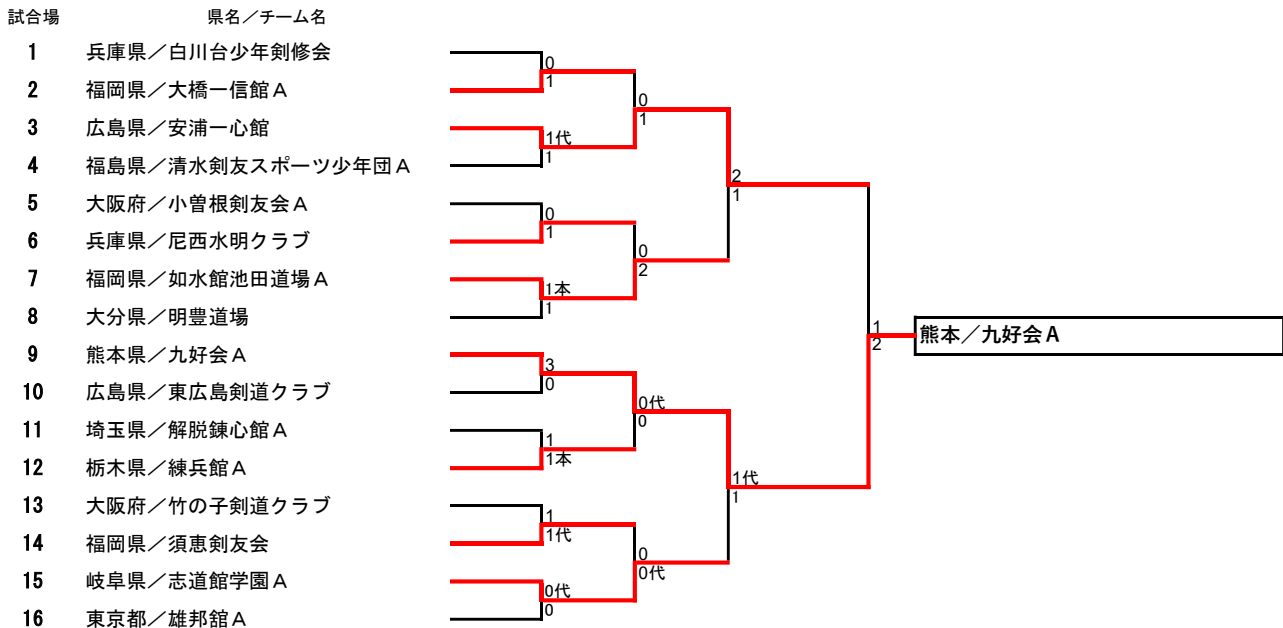 試合場 県名／チーム名
1 兵庫県／白川台少年剣修会
0
2 福岡県／大橋一信館Ａ
1
0
1
3 広島県／安浦一心館
1代
4 福島県／清水剣友スポーツ少年団Ａ
1
2
1
5 大阪府／小曽根剣友会Ａ
0
6 兵庫県／尼西水明クラブ
1
0
2
7 福岡県／如水館池田道場Ａ
1本
8 大分県／明豊道場
1
1
2
熊本／九好会Ａ
9 熊本県／九好会Ａ
3
10 広島県／東広島剣道クラブ
0
0代
0
11 埼玉県／解脱錬心館Ａ
1
12 栃木県／練兵館Ａ
1本
1代
1
13 大阪府／竹の子剣道クラブ
1
14 福岡県／須恵剣友会
1代
0
0代
15 岐阜県／志道館学園Ａ
0代
16 東京都／雄邦舘Ａ
0